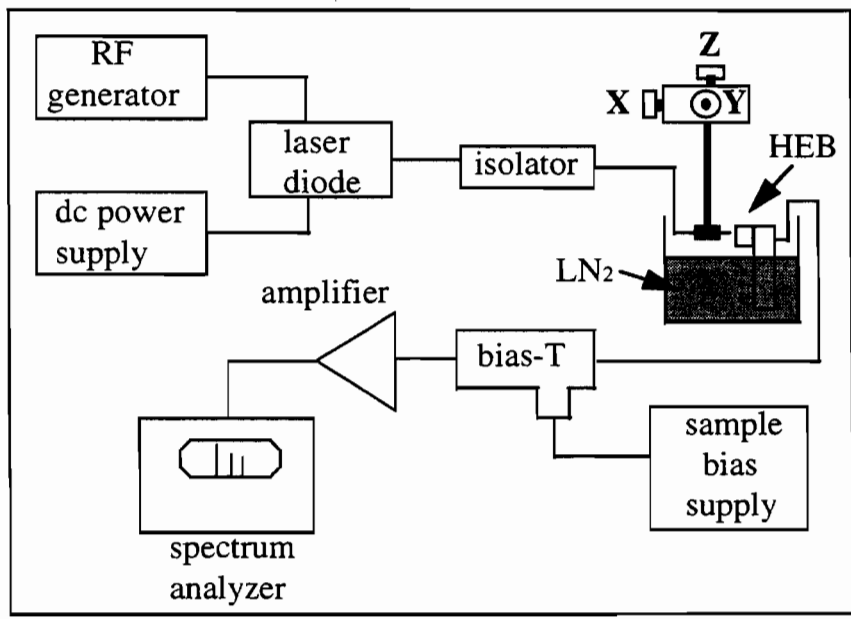 RF
generator
laser
diode
isolator
dc power
supply
Z
X
Y
HEB
LN₂
amplifier
bias-T
sample
bias
supply
spectrum
analyzer